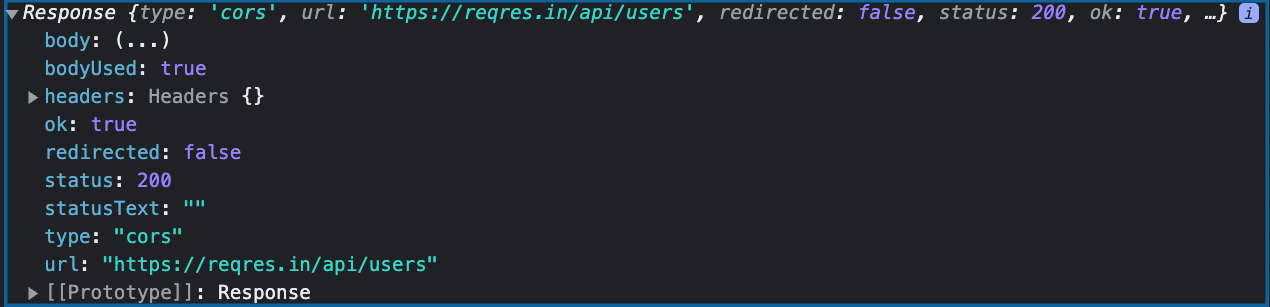 ▼Response {type: 'cors', url: 'https://reqres.in/api/users', redirected: false, status: 200, ok: true, …} i
body: (...)
bodyUsed: true
▶headers: Headers {}
ok: true
redirected: false
status: 200
statusText: ""
type: "cors"
url: "https://reqres.in/api/users"
▶[[Prototype]]: Response